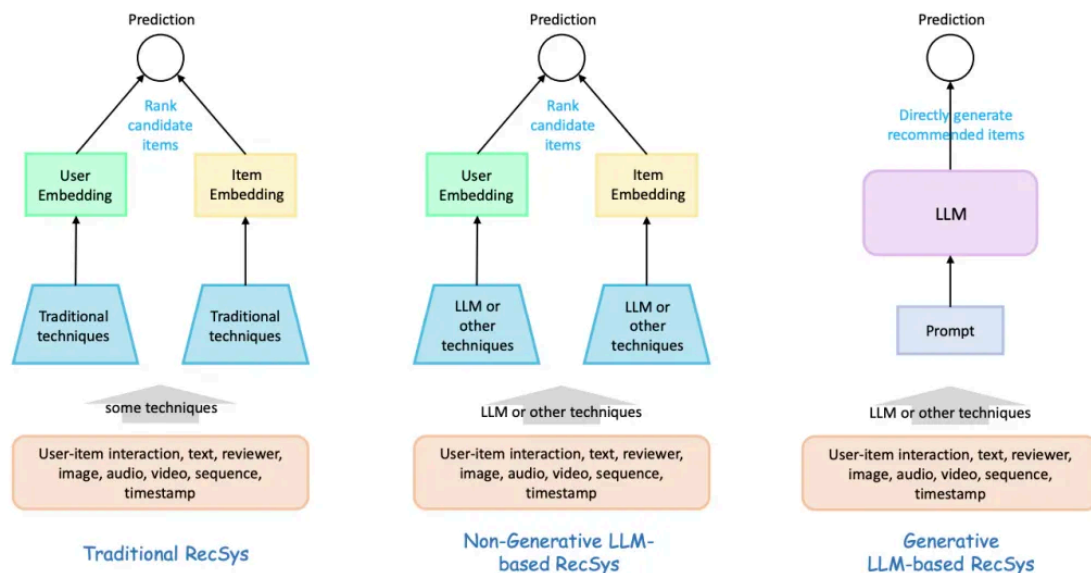 Prediction
Rank
candidate
items
User
Embedding
Item
Embedding
Traditional
techniques
Traditional
techniques
some techniques
User-item interaction, text, reviewer,
image, audio, video, sequence,
timestamp
Traditional RecSys
Prediction
Rank
candidate
items
User
Embedding
Item
Embedding
LLM or
other
techniques
LLM or
other
techniques
LLM or other techniques
User-item interaction, text, reviewer,
image, audio, video, sequence,
timestamp
Non-Generative LLM-
based RecSys
Prediction
Directly generate
recommended items
LLM
Prompt
LLM or other techniques
User-item interaction, text, reviewer,
image, audio, video, sequence,
timestamp
Generative
LLM-based RecSys